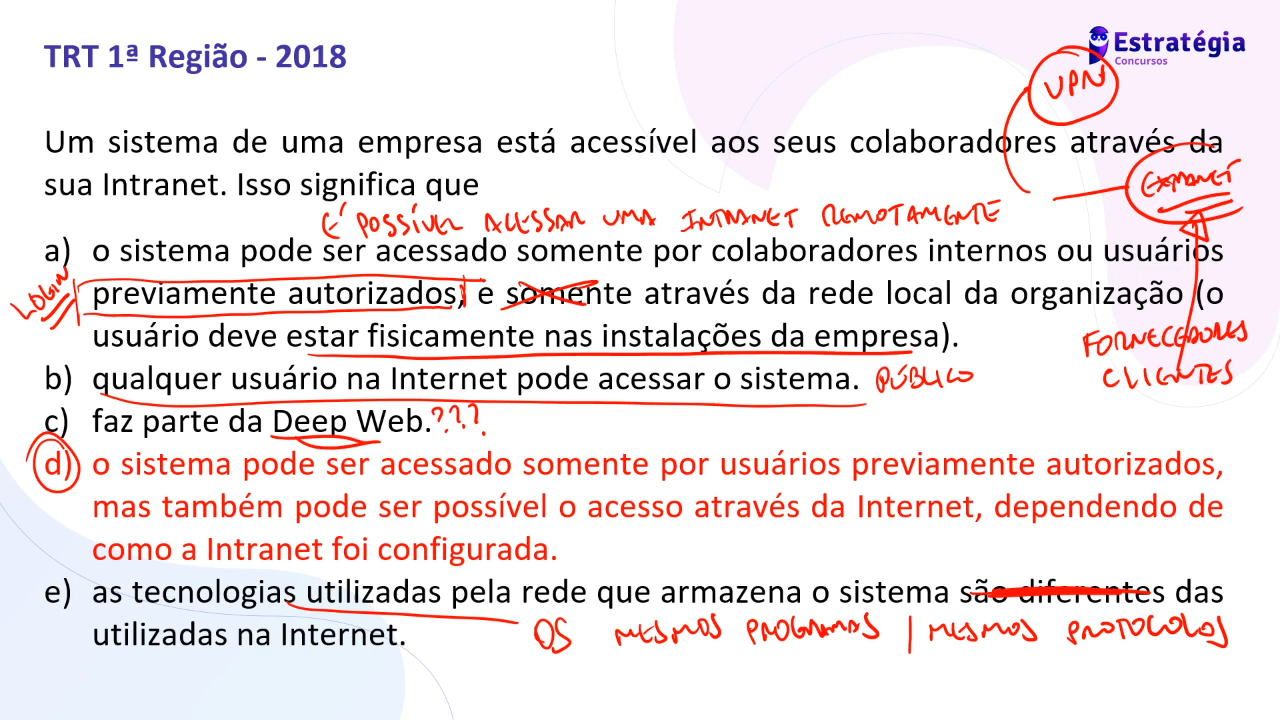 TRT 1ª Região - 2018
Estratégia
Concursos
VPN
Um sistema de uma empresa está acessível aos seus colaboradores através da
sua Intranet. Isso significa que
EXTRANET
É POSSÍVEL ACESSAR UMA INTRANET REMOTAMENTE
a) o sistema pode ser acessado somente por colaboradores internos ou usuários
LOGIN
previamente autorizados, e somente através da rede local da organização (o
usuário deve estar fisicamente nas instalações da empresa).
FORNECEDORES
CLIENTES
b) qualquer usuário na Internet pode acessar o sistema. PÚBLICO
c) faz parte da Deep Web.???
d) o sistema pode ser acessado somente por usuários previamente autorizados,
mas também pode ser possível o acesso através da Internet, dependendo de
como a Intranet foi configurada.
e) as tecnologias utilizadas pela rede que armazena o sistema são diferentes das
utilizadas na Internet.
OS MESMOS PROGRAMAS | MESMOS PROTOCOLOS